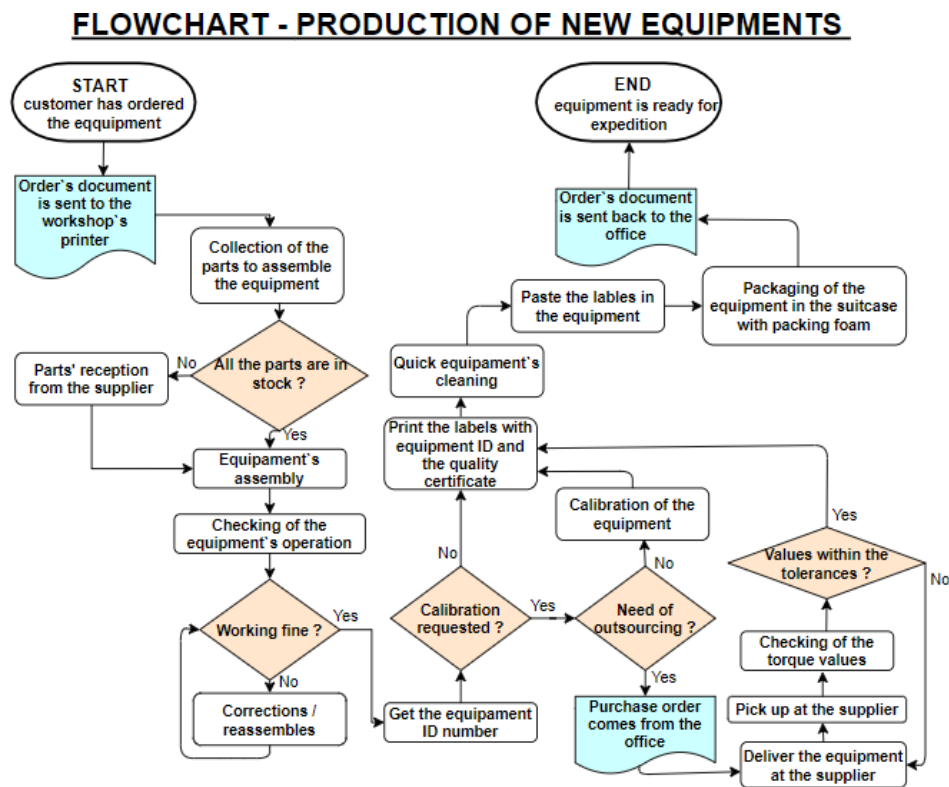 FLOWCHART - PRODUCTION OF NEW EQUIPMENTS
START
customer has ordered
the eqquipment
Order`s document
is sent to the
workshop`s
printer
Collection of the
parts to assemble
the equipment
All the parts are in
stock ?
No
Parts' reception
from the supplier
Yes
Equipament`s
assembly
Checking of the
equipment`s operation
Working fine ?
Yes
No
Corrections /
reassembles
Get the equipament
ID number
Calibration
requested ?
No
Yes
Need of
outsourcing ?
No
Calibration of the
equipment
Yes
Purchase order
comes from the
office
Deliver the equipment
at the supplier
Pick up at the supplier
Checking of the
torque values
Values within the
tolerances ?
No
Yes
Print the labels with
equipment ID and
the quality
certificate
Quick equipament`s
cleaning
Paste the lables in
the equipment
Packaging of the
equipment in the suitcase
with packing foam
Order`s document
is sent back to the
office
END
equipment is ready for
expedition